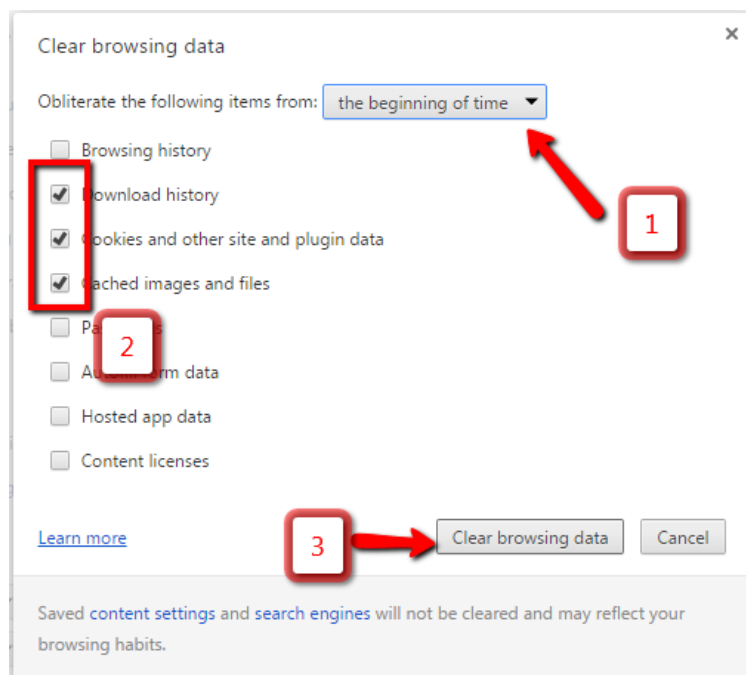 Clear browsing data
Obliterate the following items from: the beginning of time
Browsing history
1
Download history
Cookies and other site and plugin data
Cached images and files
2
form data
Hosted app data
Content licenses
Learn more
3
Clear browsing data
Cancel
Saved content settings and search engines will not be cleared and may reflect your
browsing habits.